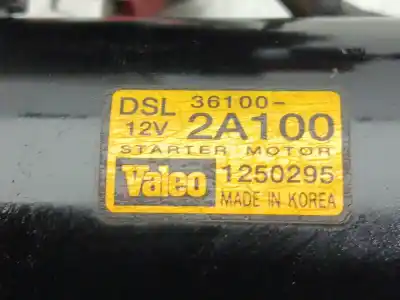 DSL 36100-
12V 2A100
STARTER MOTOR
Valeo 1250295
MADE IN KOREA